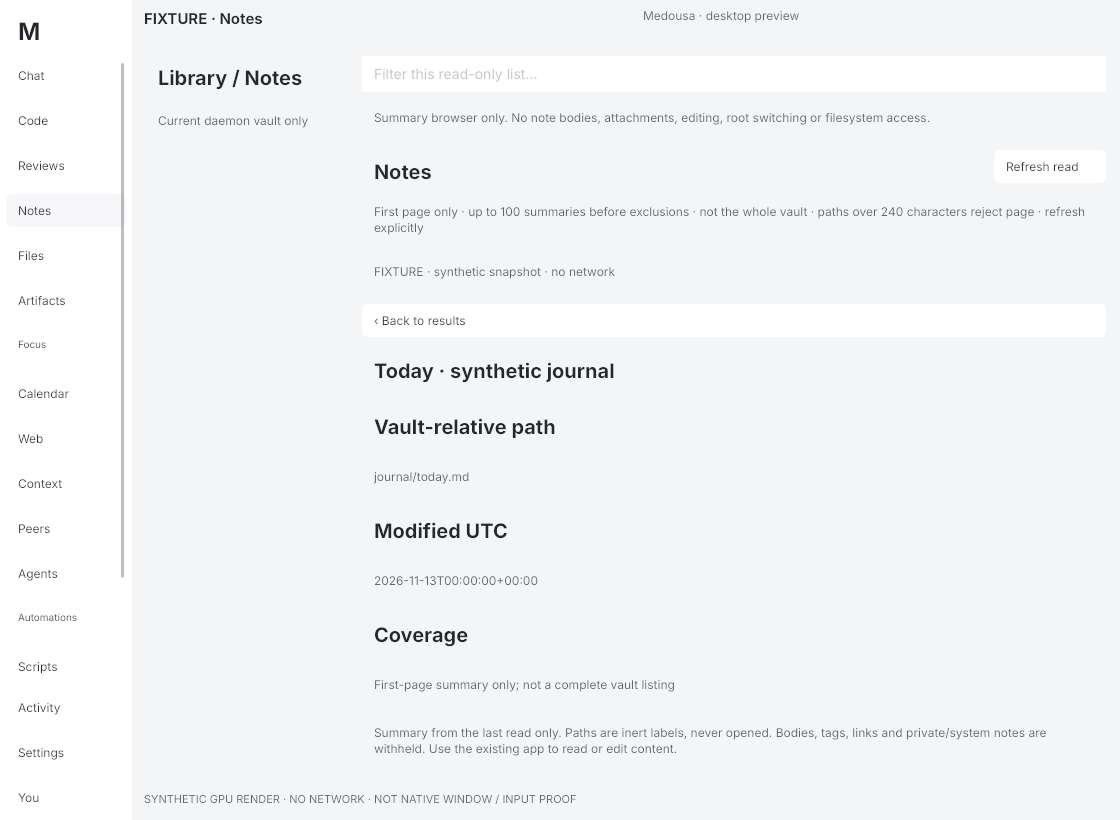 M
FIXTURE · Notes
Medousa · desktop preview
Chat
Code
Reviews
Notes
Files
Artifacts
Focus
Calendar
Web
Context
Peers
Agents
Automations
Scripts
Activity
Settings
You
Library / Notes
Current daemon vault only
Filter this read-only list...
Summary browser only. No note bodies, attachments, editing, root switching or filesystem access.
Notes
Refresh read
First page only · up to 100 summaries before exclusions · not the whole vault · paths over 240 characters reject page · refresh
explicitly
FIXTURE · synthetic snapshot · no network
‹ Back to results
Today · synthetic journal
Vault-relative path
journal/today.md
Modified UTC
2026-11-13T00:00:00+00:00
Coverage
First-page summary only; not a complete vault listing
Summary from the last read only. Paths are inert labels, never opened. Bodies, tags, links and private/system notes are
withheld. Use the existing app to read or edit content.
SYNTHETIC GPU RENDER · NO NETWORK · NOT NATIVE WINDOW / INPUT PROOF